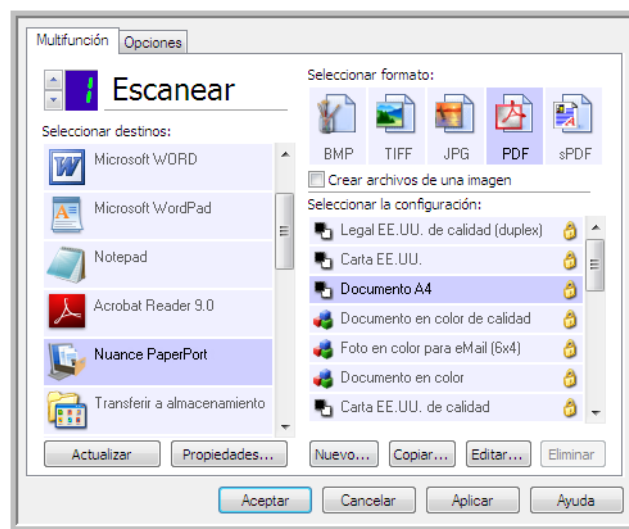 Multifunción Opciones
1 Escanear
Seleccionar destinos:
Microsoft WORD
Microsoft WordPad
Notepad
Acrobat Reader 9.0
Nuance PaperPort
Transferir a almacenamiento
Actualizar Propiedades...
Seleccionar formato:
BMP TIFF JPG PDF sPDF
Crear archivos de una imagen
Seleccionar la configuración:
Legal EE.UU. de calidad (duplex)
Carta EE.UU.
Documento A4
Documento en color de calidad
Foto en color para eMail (6x4)
Documento en color
Carta EE.UU. de calidad
Nuevo... Copiar... Editar... Eliminar
Aceptar Cancelar Aplicar Ayuda